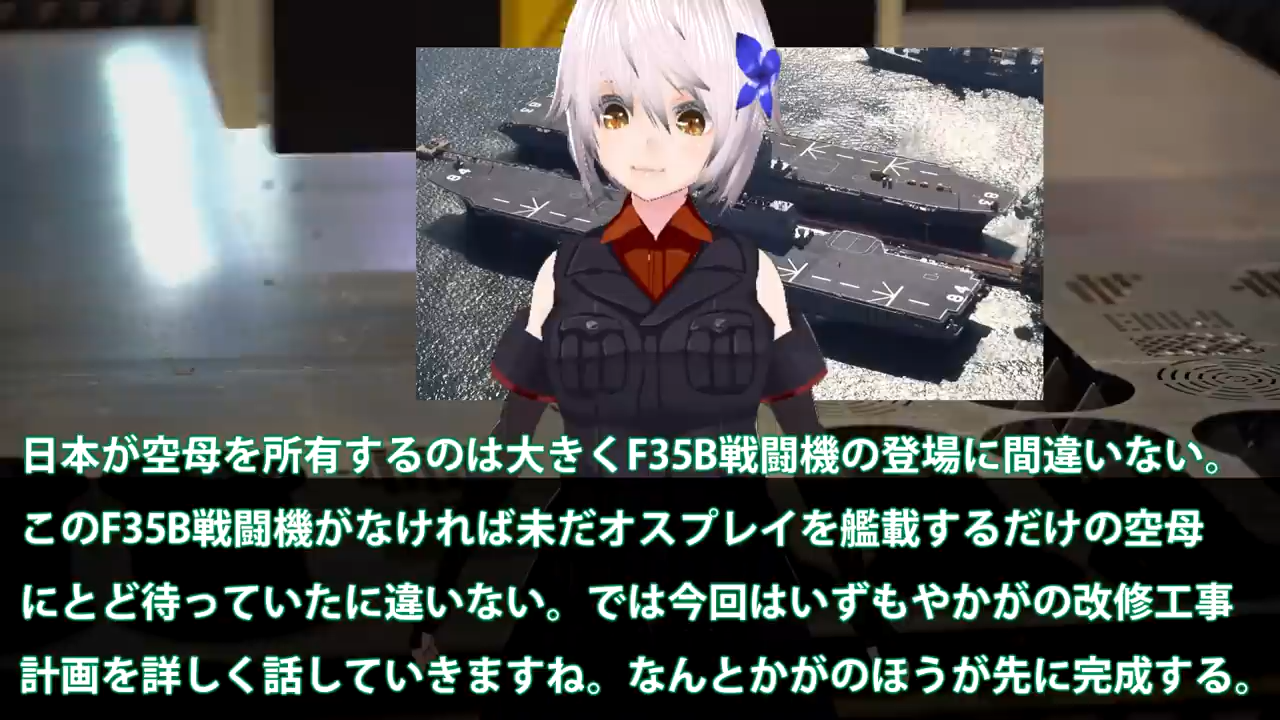 83
84
83
84
日本が空母を所有するのは大きくF35B戦闘機の登場に間違いない。
このF35B戦闘機がなければ未だオスプレイを艦載するだけの空母
にとど待っていたに違いない。では今回はいずもやかがの改修工事
計画を詳しく話していきますね。なんとかがのほうが先に完成する。